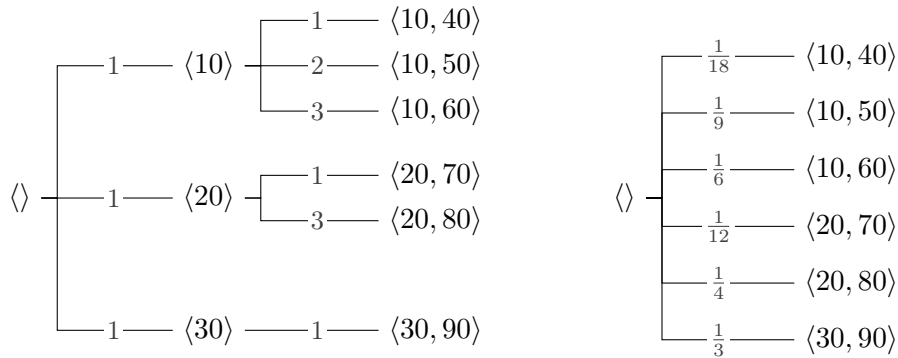 1 ⟨10, 40⟩
1 ⟨10⟩ 2 ⟨10, 50⟩
3 ⟨10, 60⟩
1 ⟨20, 70⟩
⟨⟩ 1 ⟨20⟩
3 ⟨20, 80⟩
1 ⟨30⟩ 1 ⟨30, 90⟩
1/18 ⟨10, 40⟩
1/9 ⟨10, 50⟩
1/6 ⟨10, 60⟩
⟨⟩
1/12 ⟨20, 70⟩
1/4 ⟨20, 80⟩
1/3 ⟨30, 90⟩